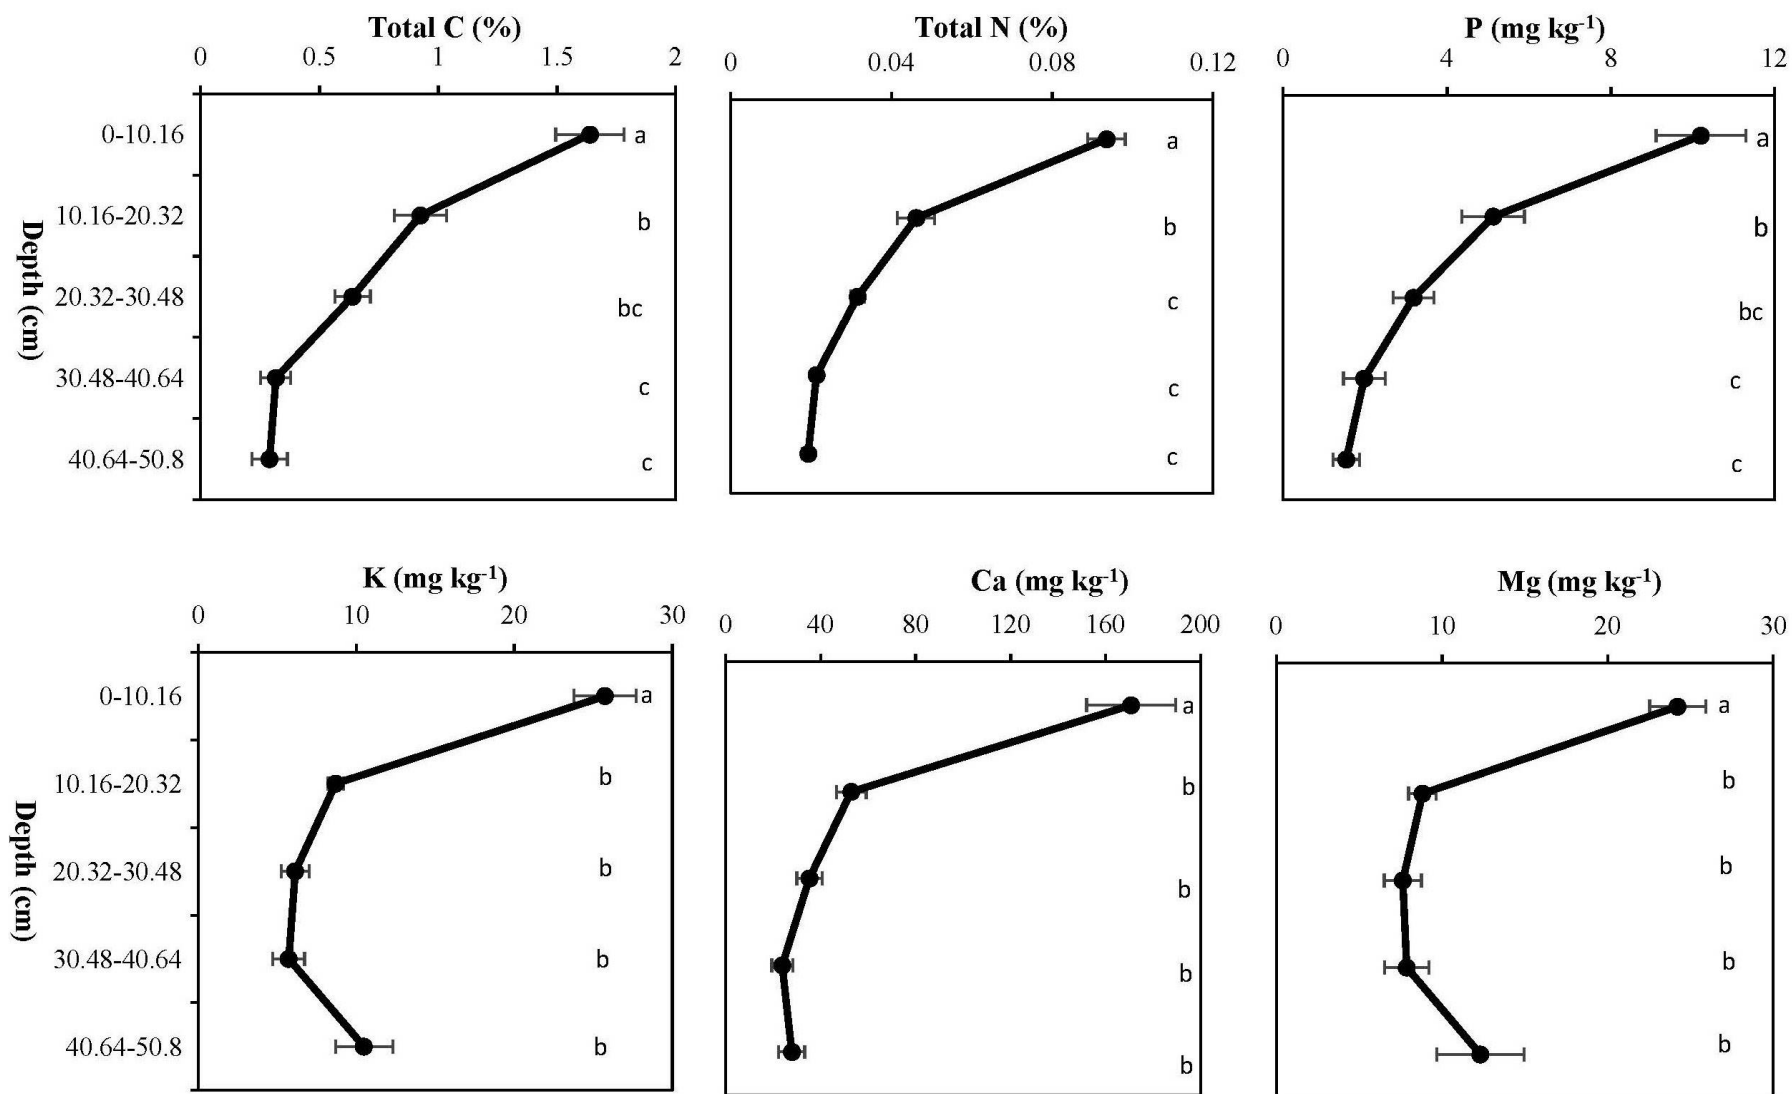 Total C (%)
0 0.5 1 1.5 2
Depth (cm)
0-10.16 a
10.16-20.32 b
20.32-30.48 bc
30.48-40.64 c
40.64-50.8 c
Total N (%)
0 0.04 0.08 0.12
a
b
c
c
c
P (mg kg⁻¹)
0 4 8 12
a
b
bc
c
c
K (mg kg⁻¹)
0 10 20 30
Depth (cm)
0-10.16 a
10.16-20.32 b
20.32-30.48 b
30.48-40.64 b
40.64-50.8 b
Ca (mg kg⁻¹)
0 40 80 120 160 200
a
b
b
b
b
Mg (mg kg⁻¹)
0 10 20 30
a
b
b
b
b